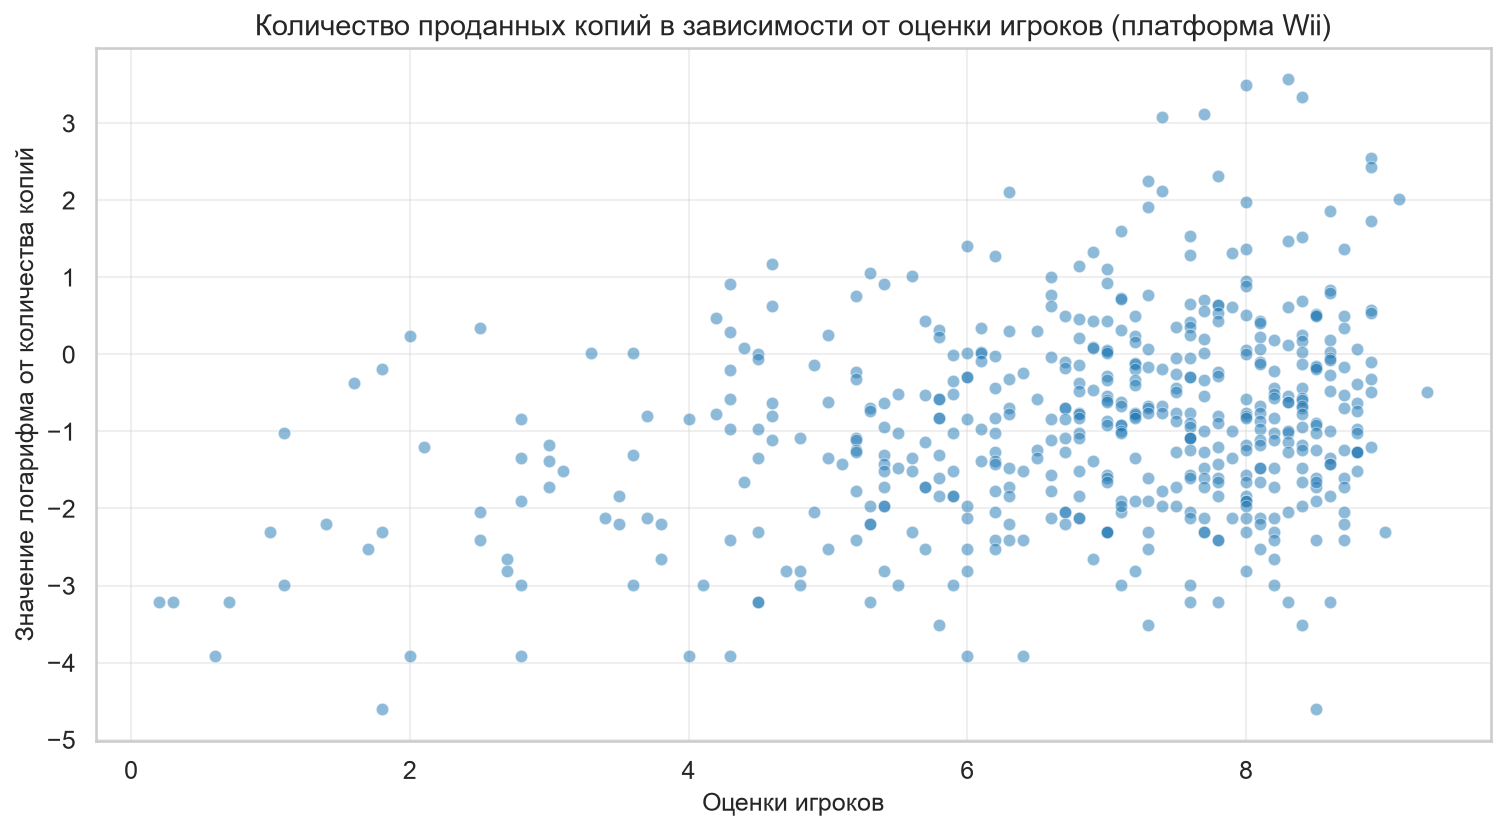 Количество проданных копий в зависимости от оценки игроков (платформа Wii)
Значение логарифма от количества копий
3
2
1
0
−1
−2
−3
−4
−5
0 2 4 6 8
Оценки игроков